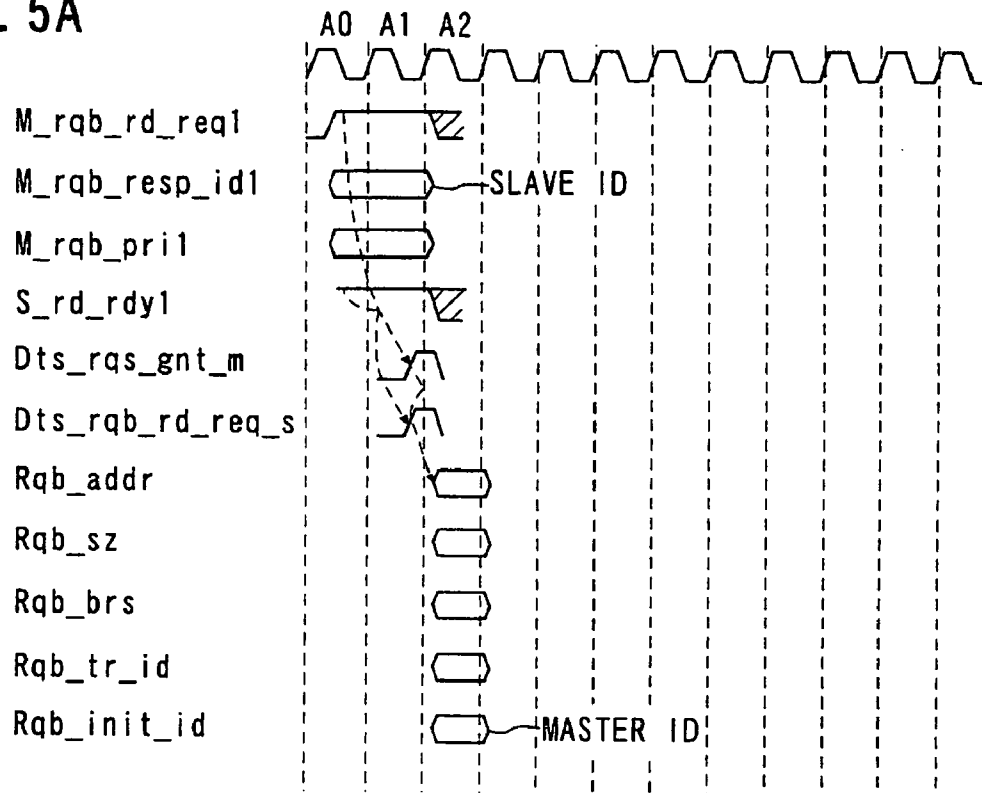 . 5A
A0 A1 A2
M_rqb_rd_req1
M_rqb_resp_id1 SLAVE ID
M_rqb_pri1
S_rd_rdy1
Dts_rqs_gnt_m
Dts_rqb_rd_req_s
Rqb_addr
Rqb_sz
Rqb_brs
Rqb_tr_id
Rqb_init_id MASTER ID